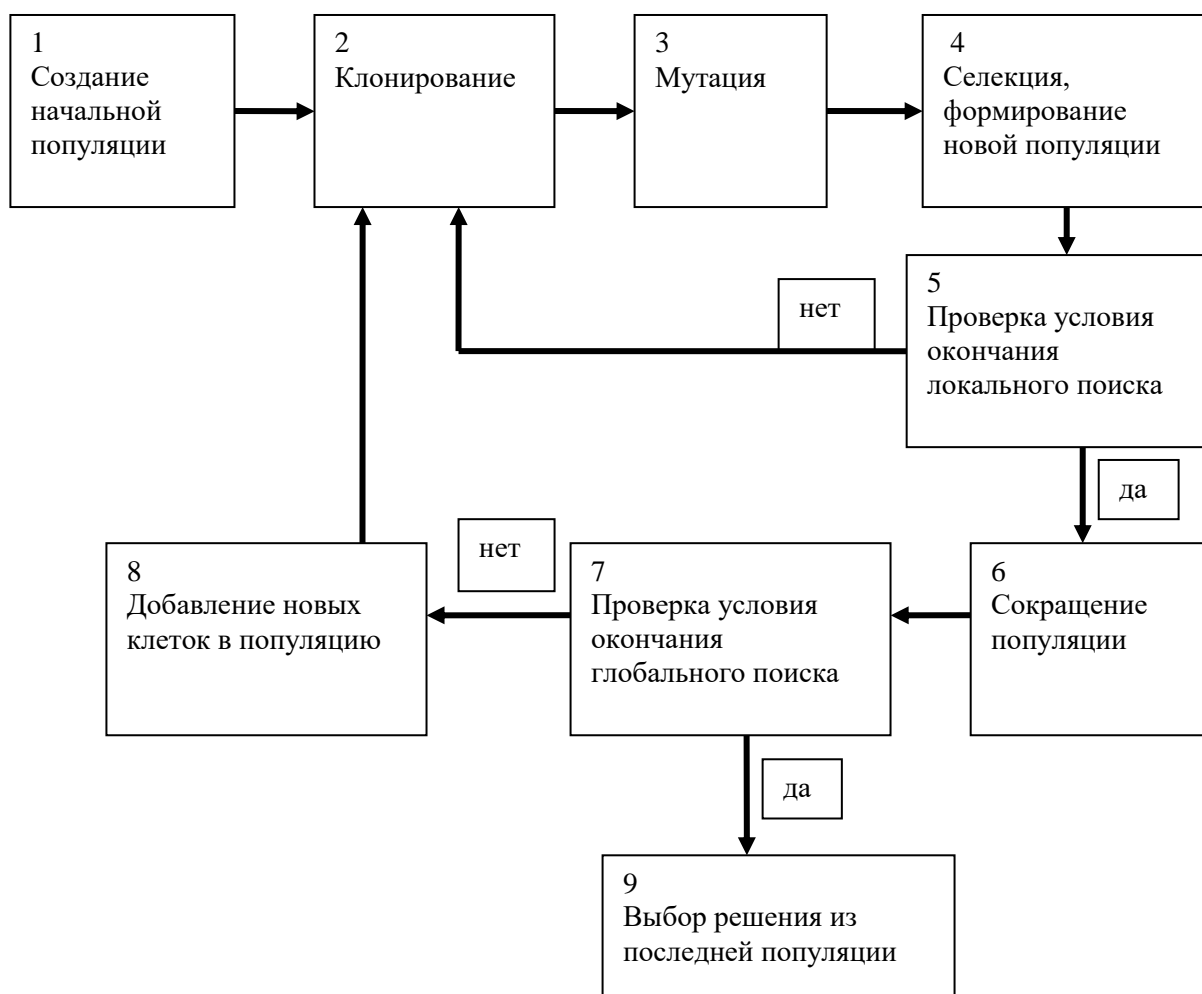 1
Создание
начальной
популяции
2
Клонирование
3
Мутация
4
Селекция,
формирование
новой популяции
5
Проверка условия
окончания
локального поиска
нет
да
6
Сокращение
популяции
7
Проверка условия
окончания
глобального поиска
нет
8
Добавление новых
клеток в популяцию
да
9
Выбор решения из
последней популяции